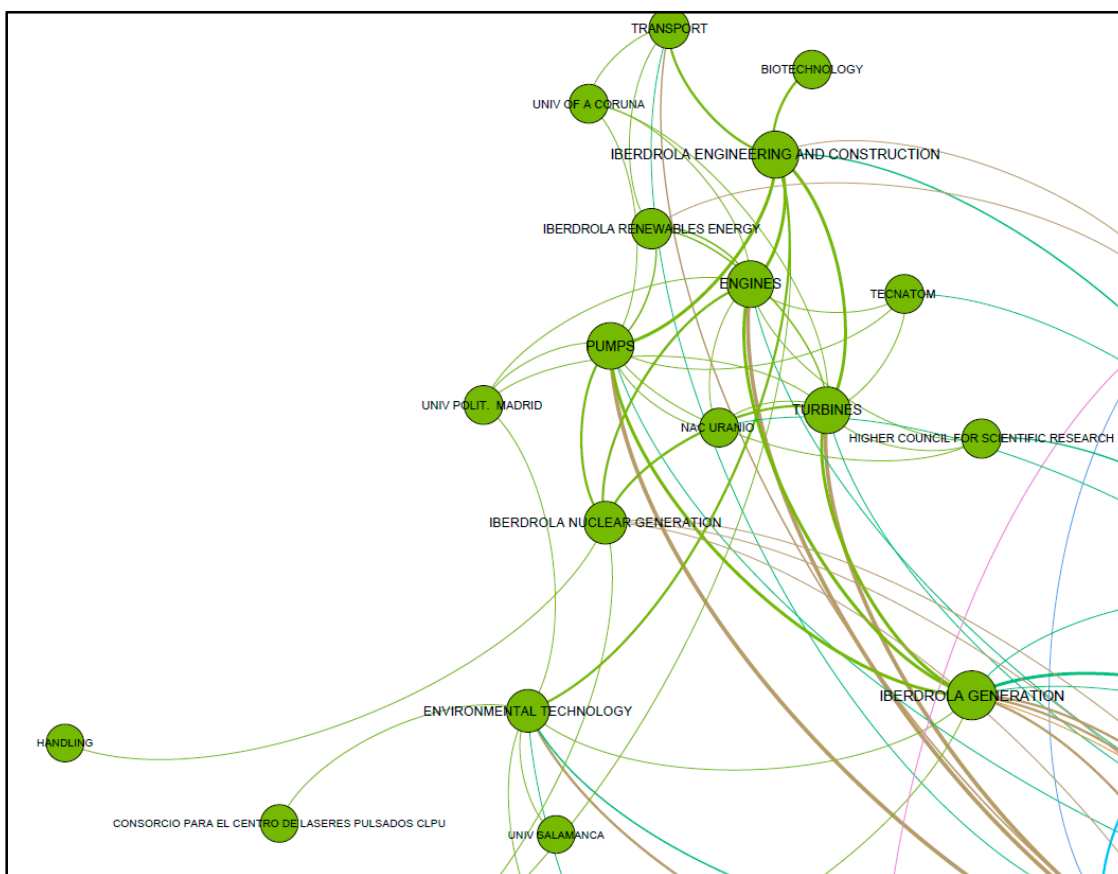 TRANSPORT
BIOTECHNOLOGY
UNIV OF A CORUNA
IBERDROLA ENGINEERING AND CONSTRUCTION
IBERDROLA RENEWABLES ENERGY
ENGINES
TECNATOM
PUMPS
UNIV POLIT. MADRID
TURBINES
NAC URANIO
HIGHER COUNCIL FOR SCIENTIFIC RESEARCH
IBERDROLA NUCLEAR GENERATION
IBERDROLA GENERATION
ENVIRONMENTAL TECHNOLOGY
HANDLING
CONSORCIO PARA EL CENTRO DE LASERES PULSADOS CLPU
UNIV SALAMANCA